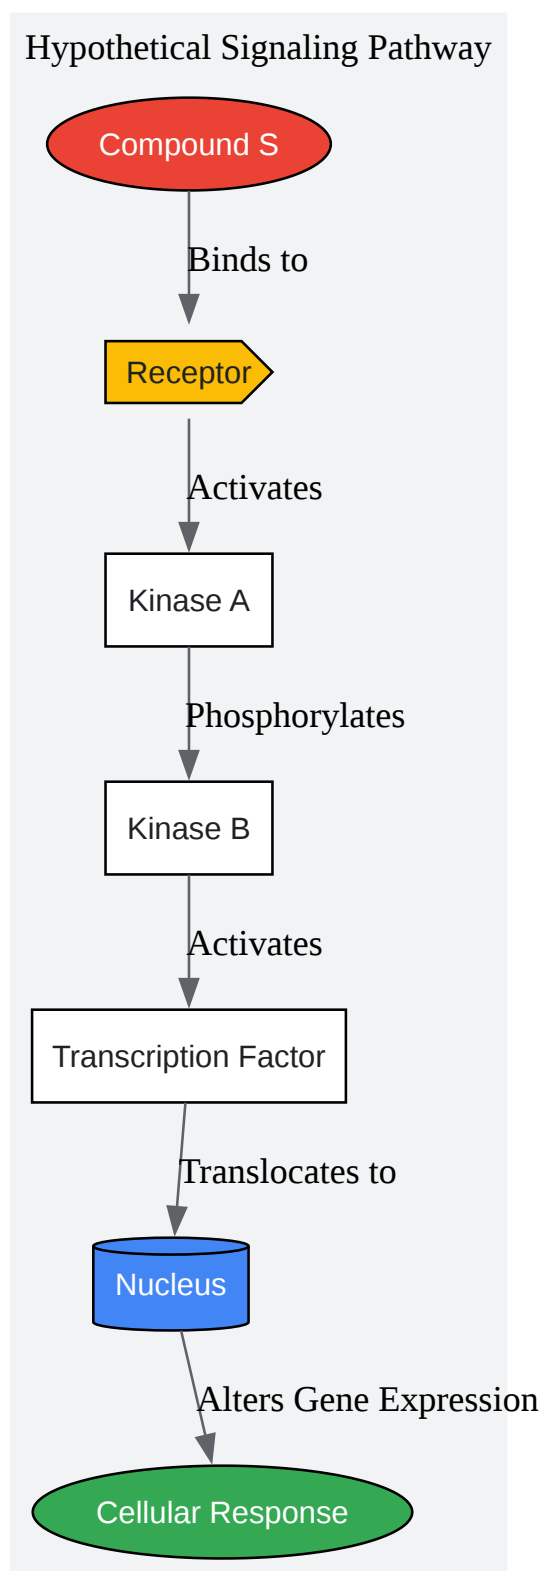 Hypothetical Signaling Pathway
Compound S
Binds to
Receptor
Activates
Kinase A
Phosphorylates
Kinase B
Activates
Transcription Factor
Translocates to
Nucleus
Alters Gene Expression
Cellular Response